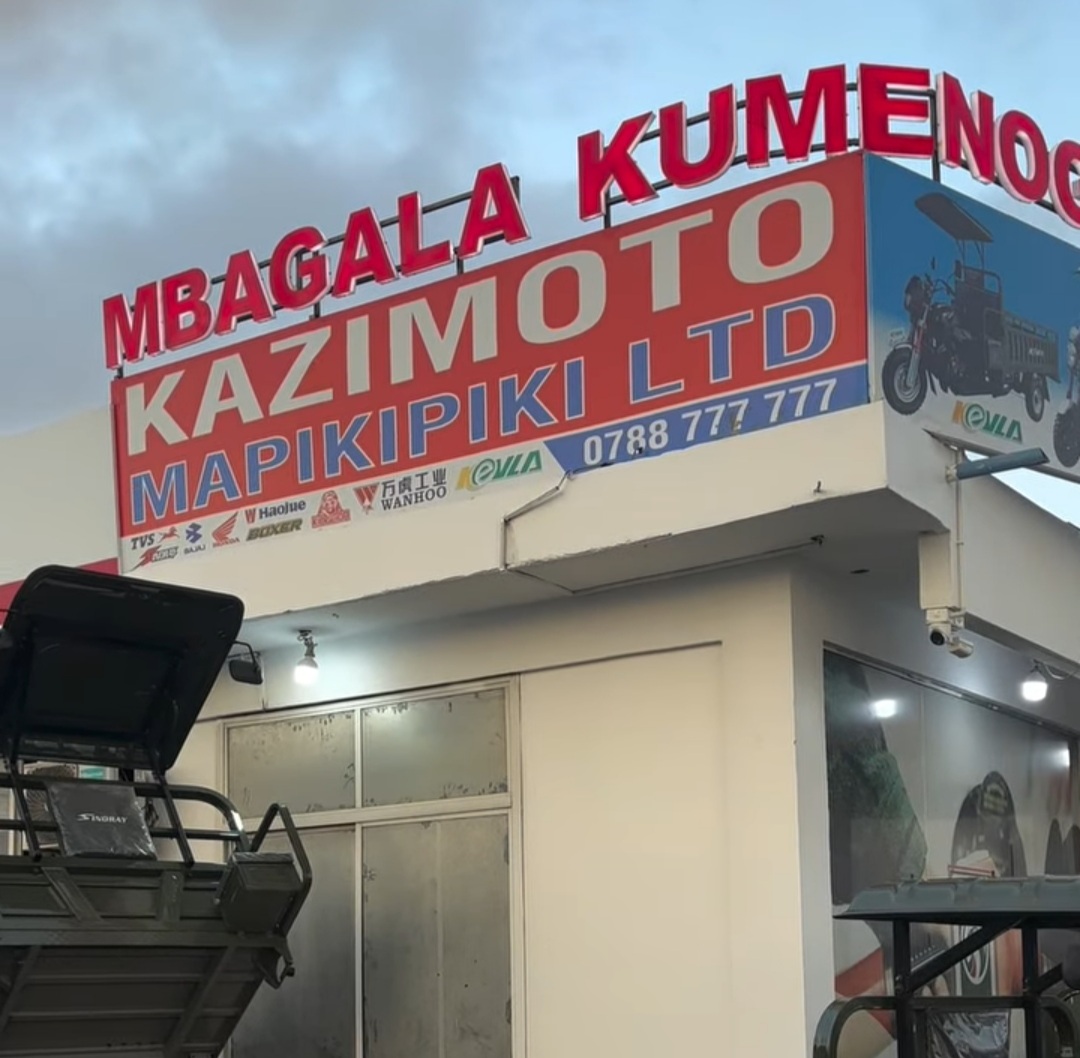 MBAGALA KUMENOG
KAZIMOTO
MAPIKIPIKI LTD
0788 777 777
TVS
BAJAJ
HONDA
HAOJUE
BOXER
万虎工业
WANHOO
KEVLA
KEVLA
SINORAY